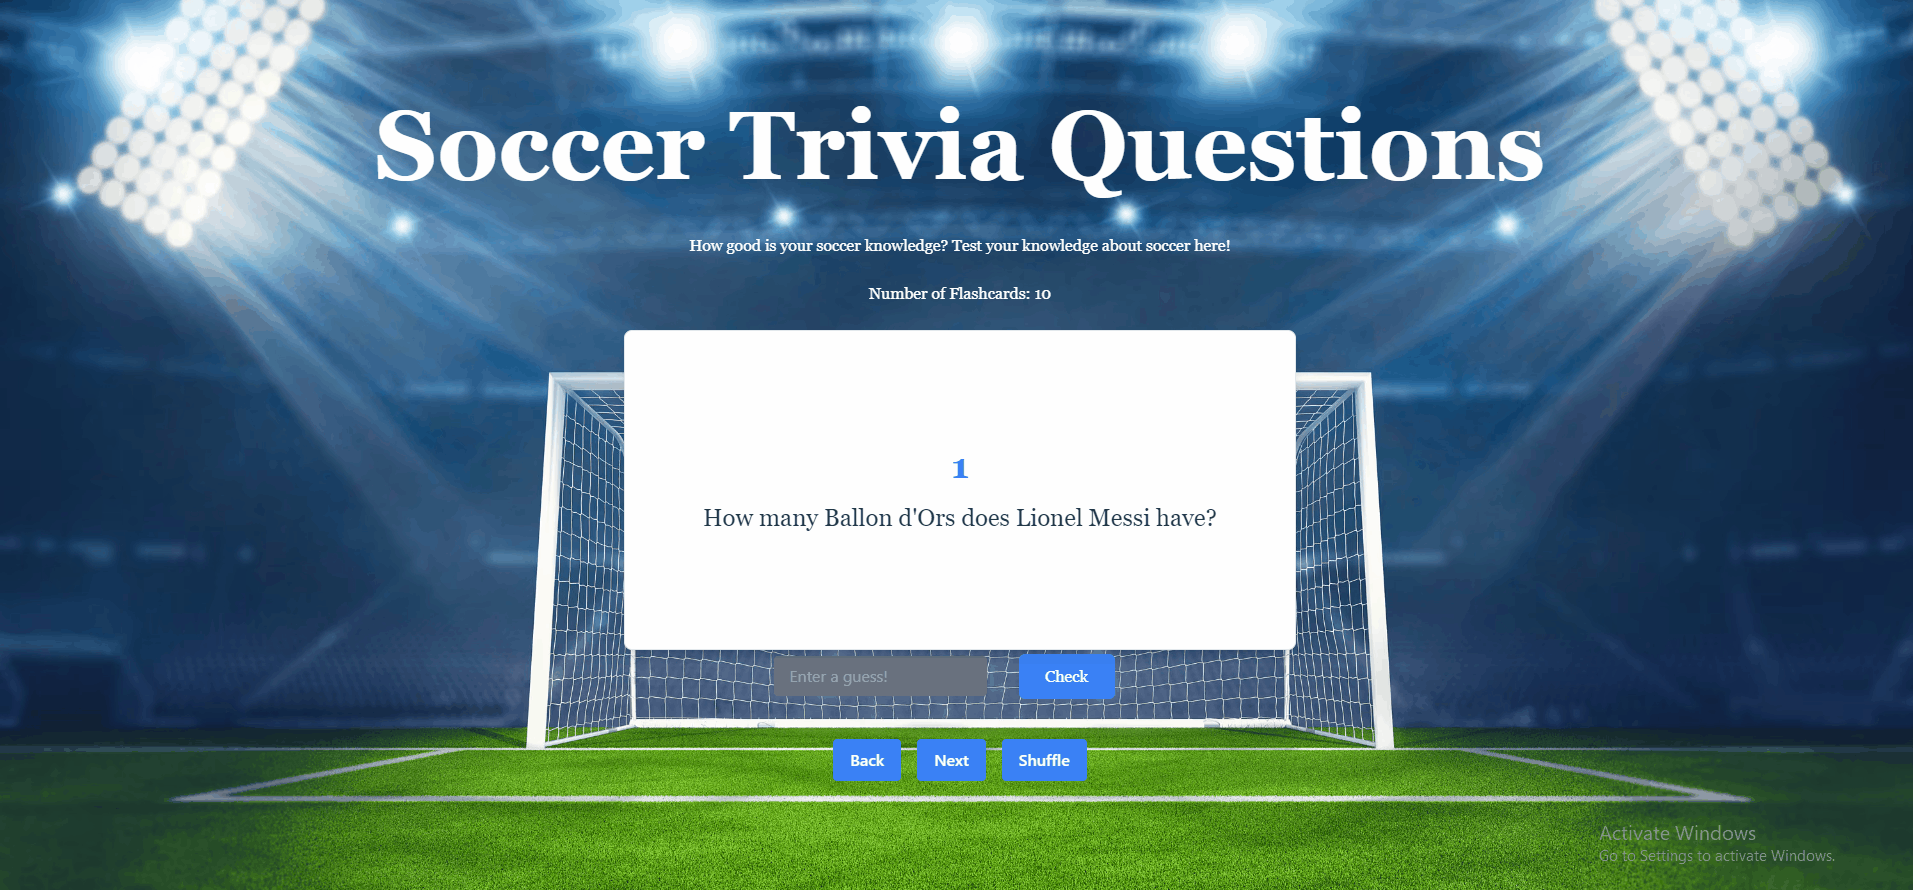 Soccer Trivia Questions
How good is your soccer knowledge? Test your knowledge about soccer here!
Number of Flashcards: 10
1
How many Ballon d'Ors does Lionel Messi have?
Enter a guess!
Check
Back
Next
Shuffle
Activate Windows
Go to Settings to activate Windows.